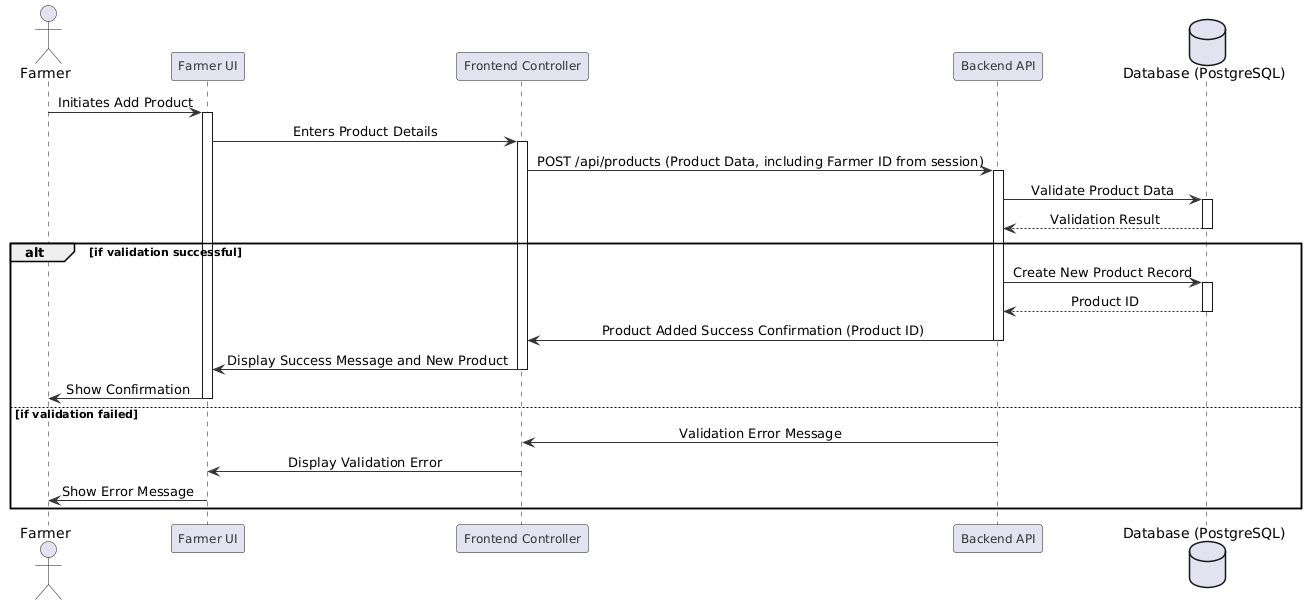 Farmer
Farmer UI
Frontend Controller
Backend API
Database (PostgreSQL)
Initiates Add Product
Enters Product Details
POST /api/products (Product Data, including Farmer ID from session)
Validate Product Data
Validation Result
alt [if validation successful]
Create New Product Record
Product ID
Product Added Success Confirmation (Product ID)
Display Success Message and New Product
Show Confirmation
[if validation failed]
Validation Error Message
Display Validation Error
Show Error Message
Farmer
Farmer UI
Frontend Controller
Backend API
Database (PostgreSQL)